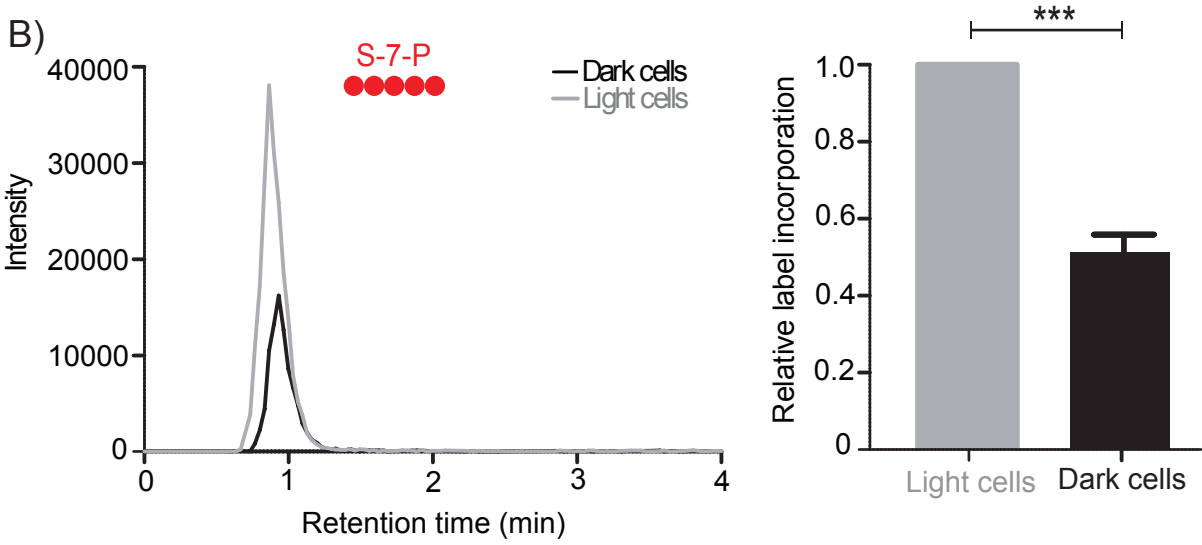 B)
S-7-P
Dark cells
Light cells
Intensity
40000
30000
20000
10000
0
0 1 2 3 4
Retention time (min)
***
Relative label incorporation
1.0
0.8
0.6
0.4
0.2
0
Light cells Dark cells